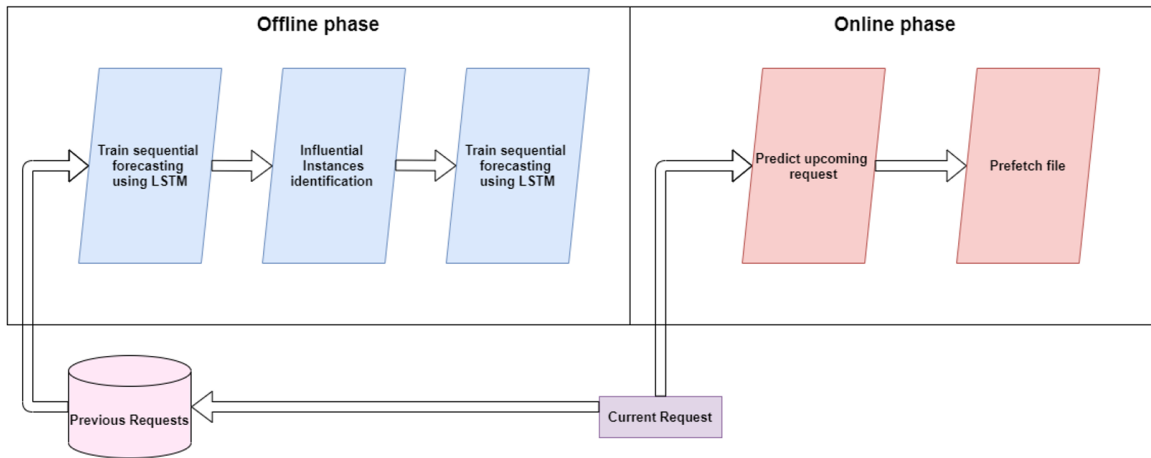 Offline phase
Online phase
Train sequential
forecasting
using LSTM
Influential
Instances
identification
Train sequential
forecasting
using LSTM
Predict upcoming
request
Prefetch file
Previous Requests
Current Request